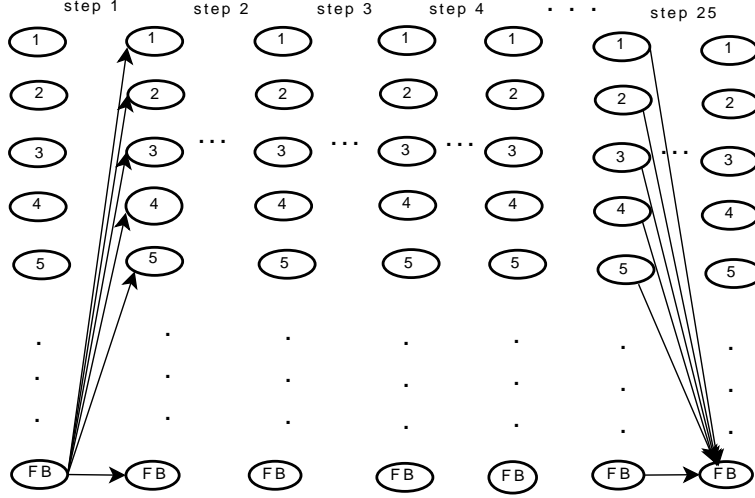 step 1 step 2 step 3 step 4 . . . step 25
1 1 1 1 1 1 1
2 2 2 2 2 2 2
3 3 ... 3 ... 3 ... 3 3 ... 3
4 4 4 4 4 4 4
5 5 5 5 5 5 5
. . . . . . .
. . . . . . .
. . . . . . .
FB FB FB FB FB FB FB